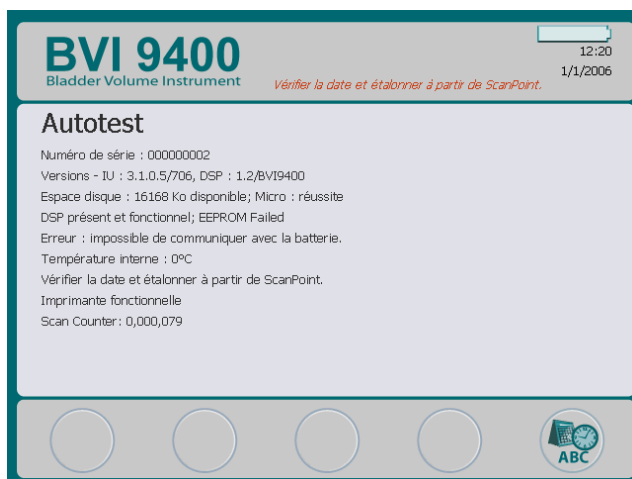 BVI 9400
Bladder Volume Instrument
12:20
1/1/2006
Vérifier la date et étalonner à partir de ScanPoint.
Autotest
Numéro de série : 000000002
Versions - IU : 3.1.0.5/706, DSP : 1.2/BVI9400
Espace disque : 16168 Ko disponible; Micro : réussite
DSP présent et fonctionnel; EEPROM Failed
Erreur : impossible de communiquer avec la batterie.
Température interne : 0ºC
Vérifier la date et étalonner à partir de ScanPoint.
Imprimante fonctionnelle
Scan Counter: 0,000,079
ABC